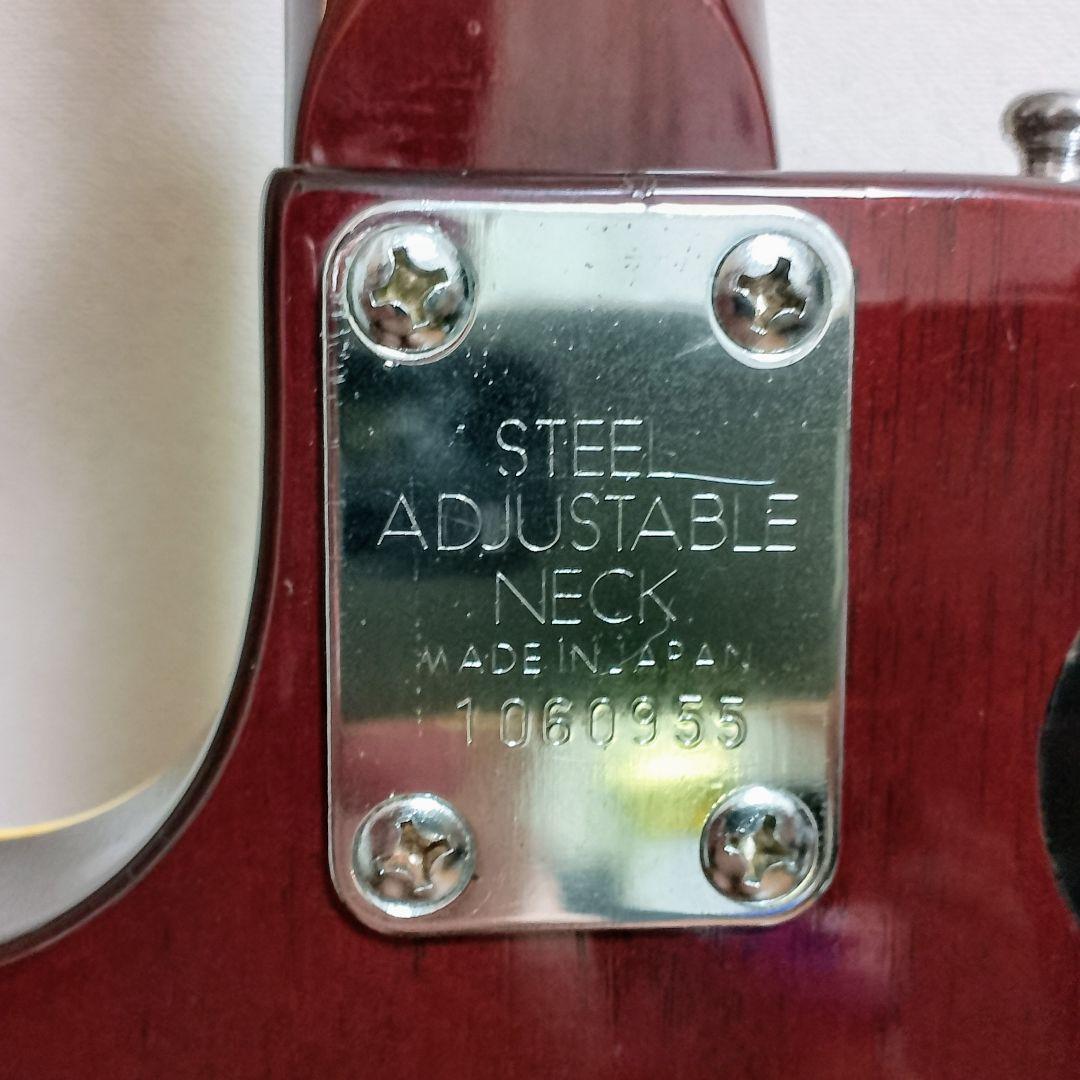 STEEL
ADJUSTABLE
NECK
MADE IN JAPAN
1060955